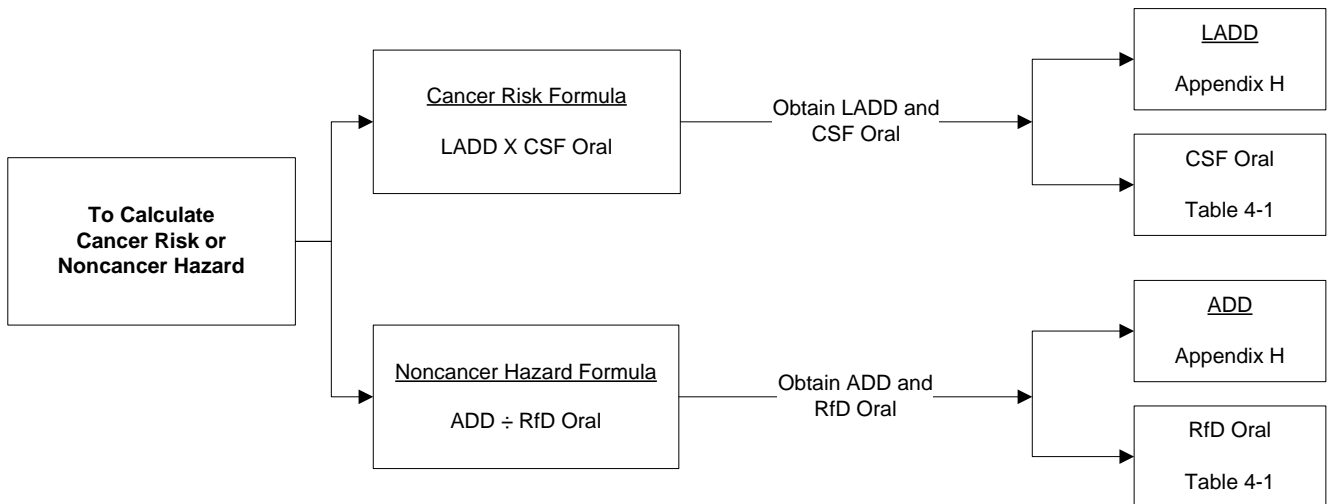 To Calculate
Cancer Risk or
Noncancer Hazard
Cancer Risk Formula
LADD X CSF Oral
Obtain LADD and
CSF Oral
LADD
Appendix H
CSF Oral
Table 4-1
Noncancer Hazard Formula
ADD ÷ RfD Oral
Obtain ADD and
RfD Oral
ADD
Appendix H
RfD Oral
Table 4-1